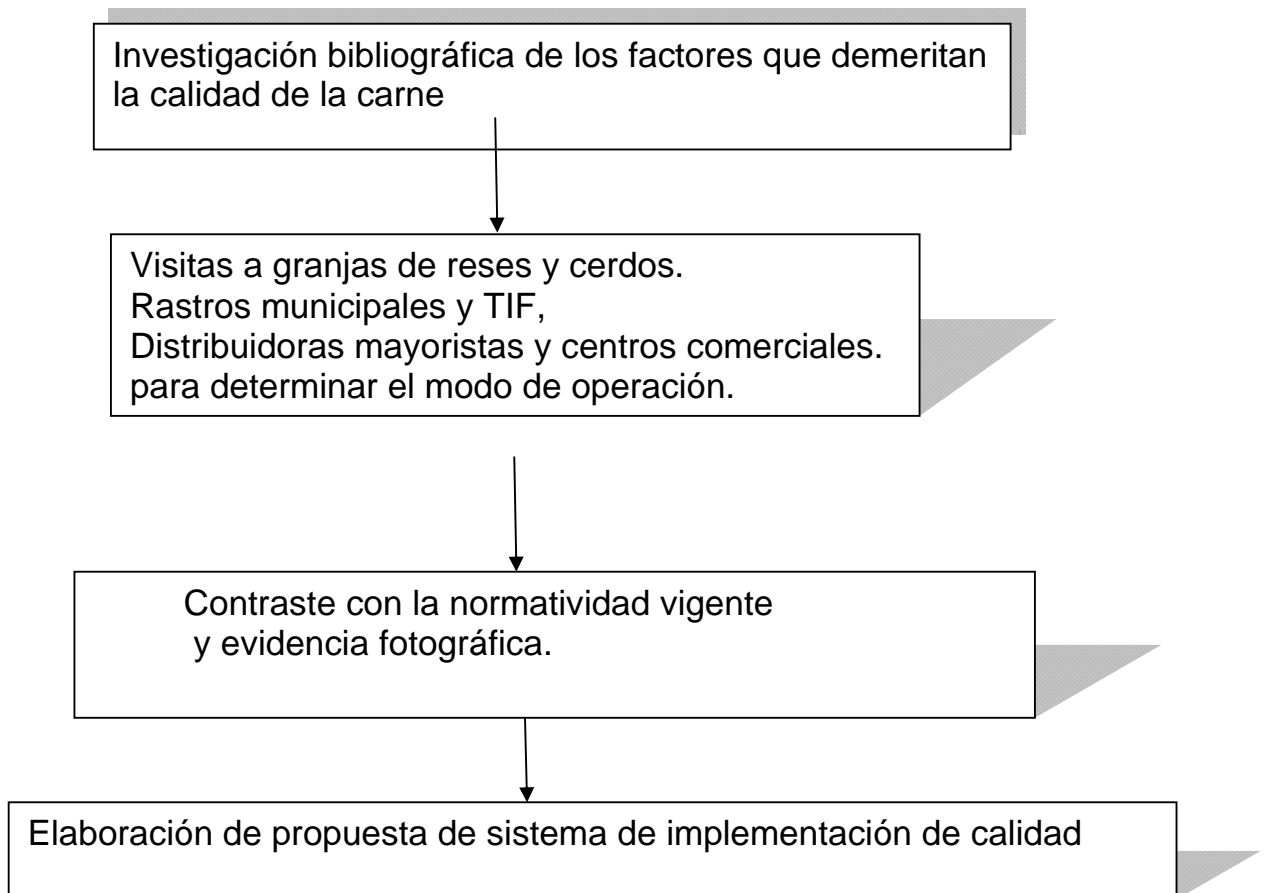 Investigación bibliográfica de los factores que demeritan
la calidad de la carne
Visitas a granjas de reses y cerdos.
Rastros municipales y TIF,
Distribuidoras mayoristas y centros comerciales.
para determinar el modo de operación.
Contraste con la normatividad vigente
y evidencia fotográfica.
Elaboración de propuesta de sistema de implementación de calidad